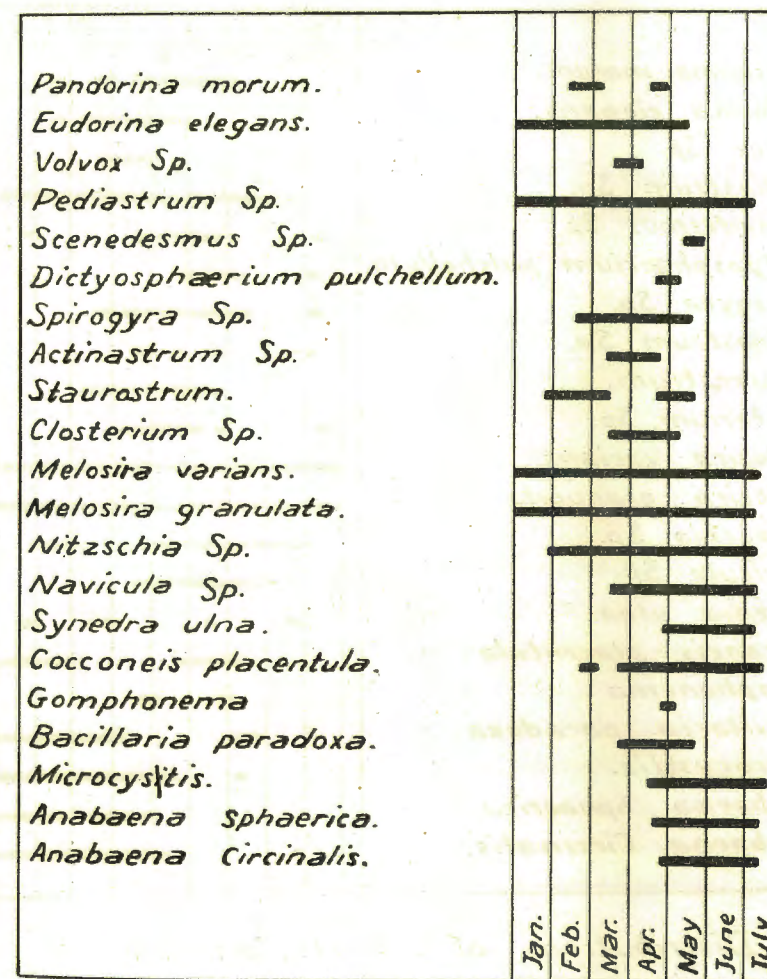 Pandorina morum.
Eudorina elegans.
Volvox Sp.
Pediastrum Sp.
Scenedesmus Sp.
Dictyosphaerium pulchellum.
Spirogyra Sp.
Actinastrum Sp.
Staurastrum.
Closterium Sp.
Melosira varians.
Melosira granulata.
Nitzschia Sp.
Navicula Sp.
Synedra ulna.
Cocconeis placentula.
Gomphonema
Bacillaria paradoxa.
Microcystis.
Anabaena Sphaerica.
Anabaena Circinalis.
Jan. Feb. Mar. Apr. May June July